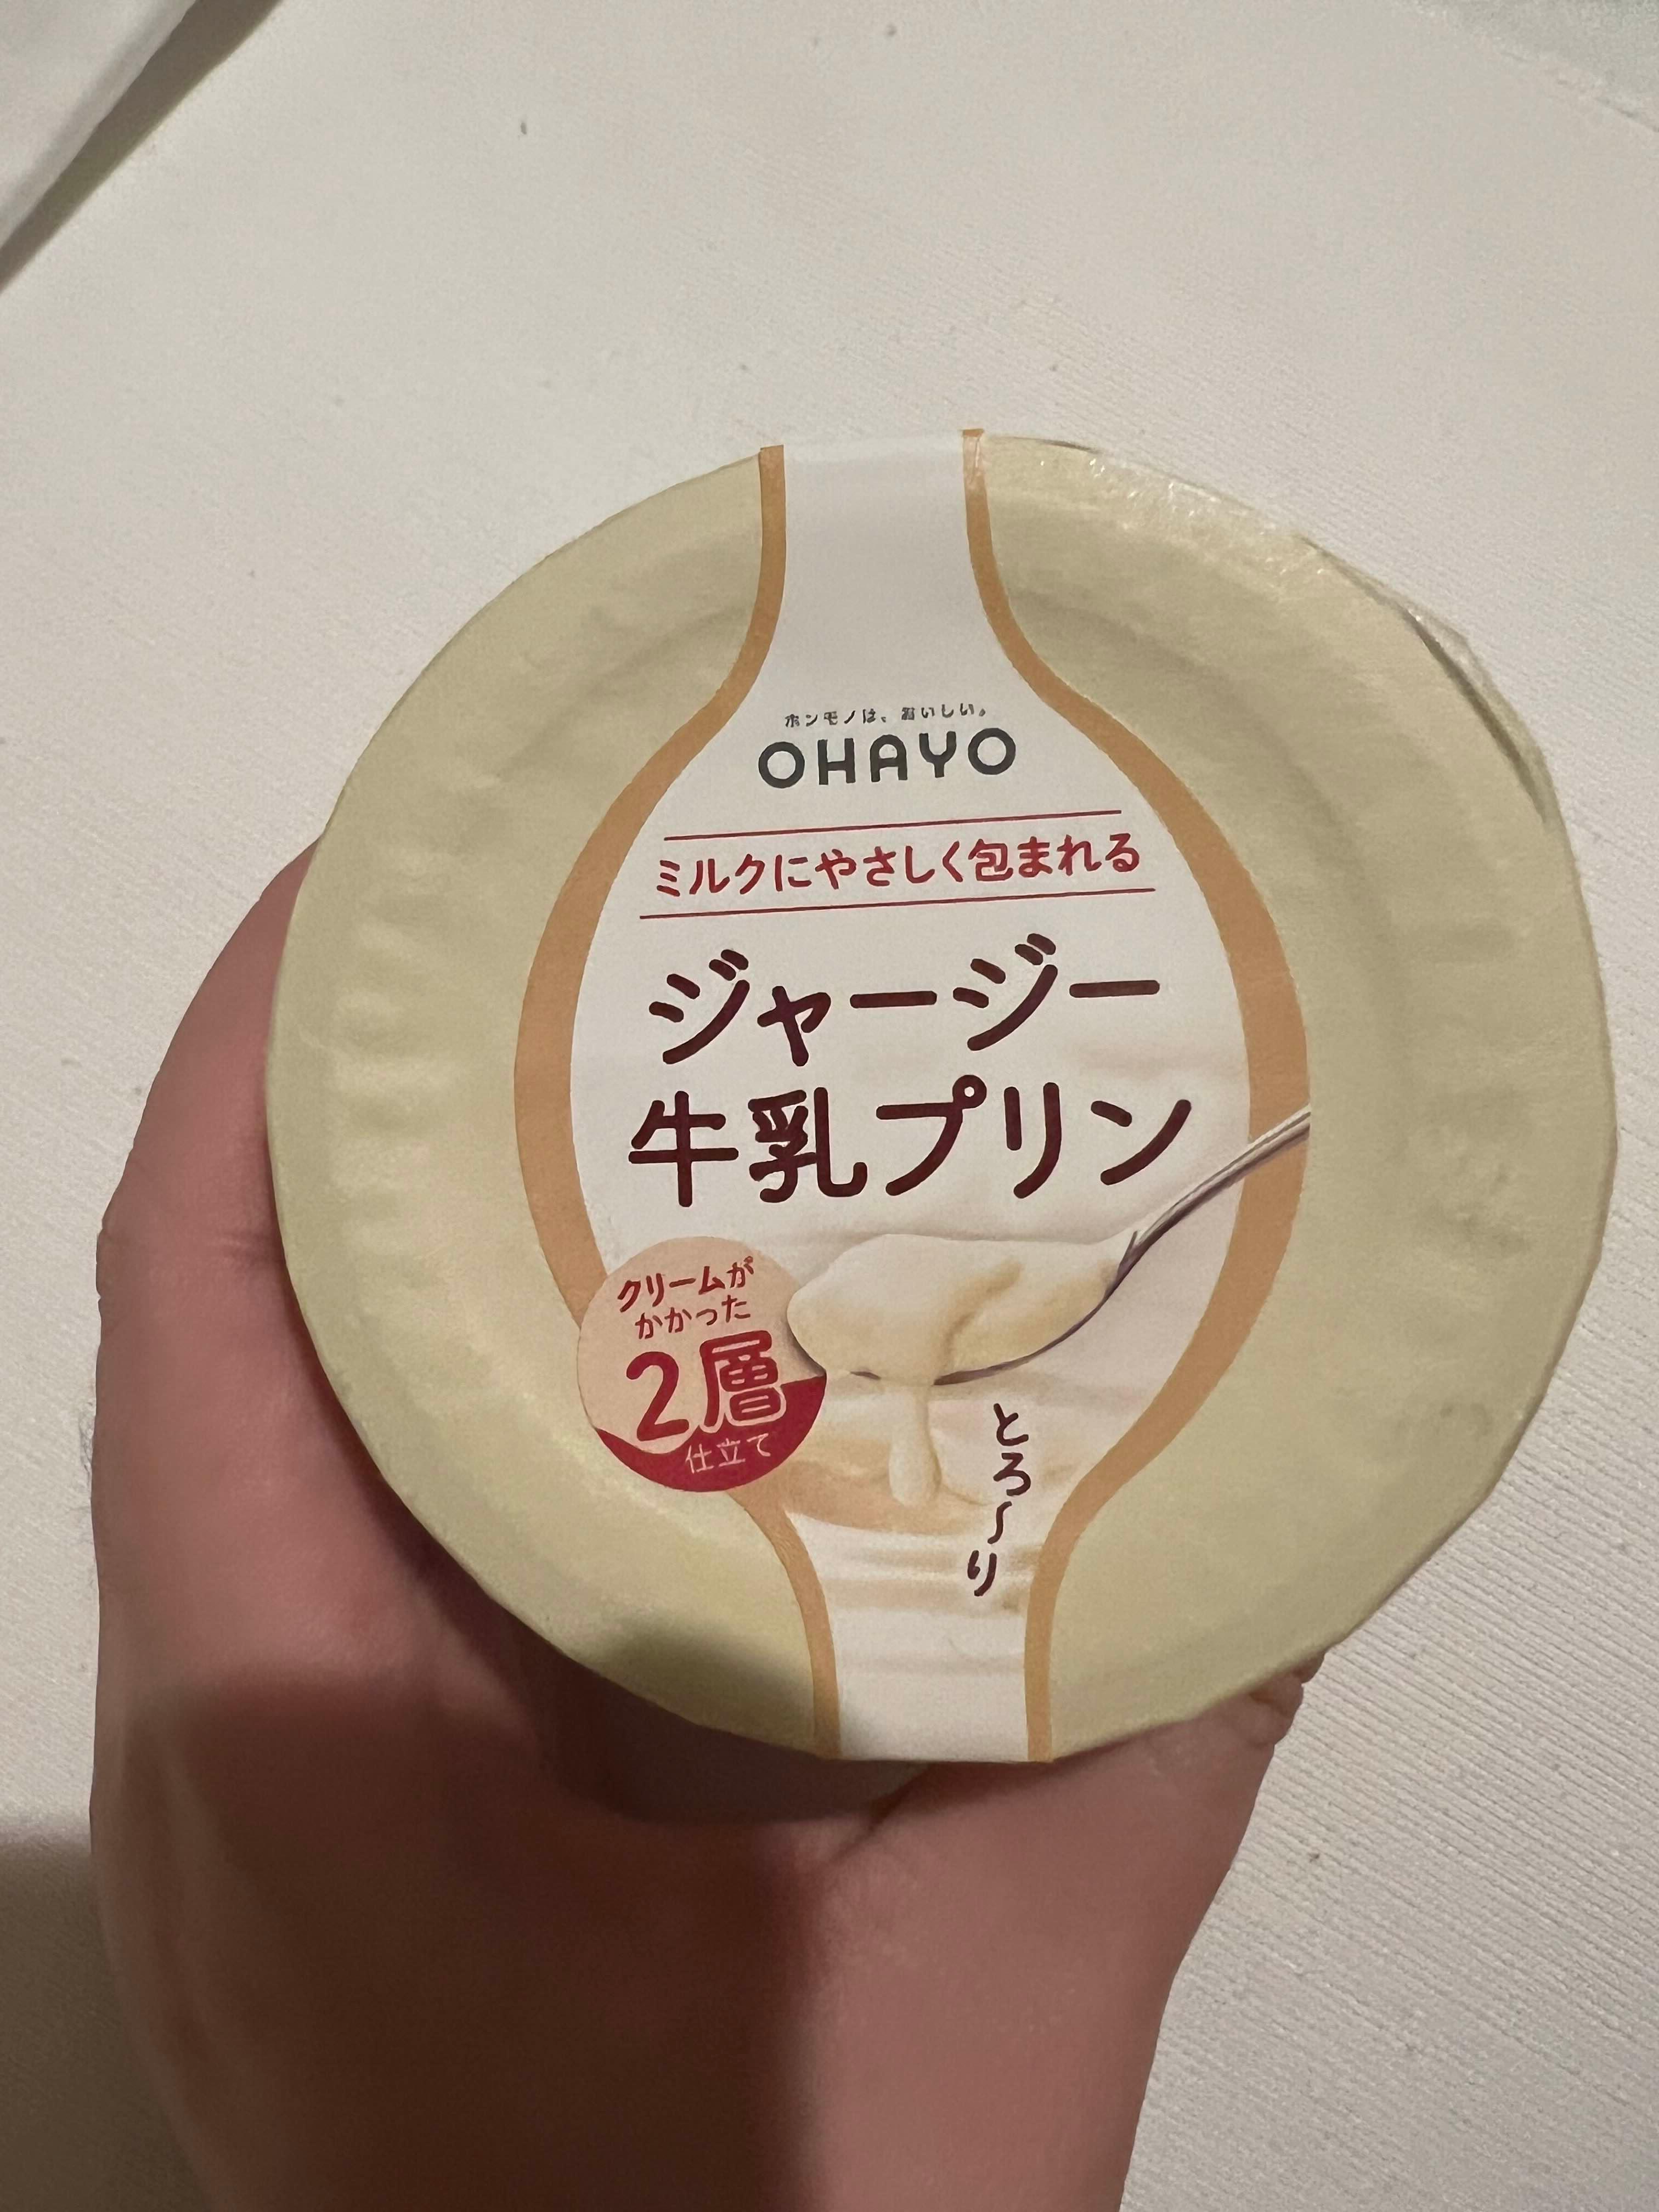 ホンモノは、おいしい。
OHAYO
ミルクにやさしく包まれる
ジャージー
牛乳プリン
クリームが
かかった
2層
仕立て
とろ〜り